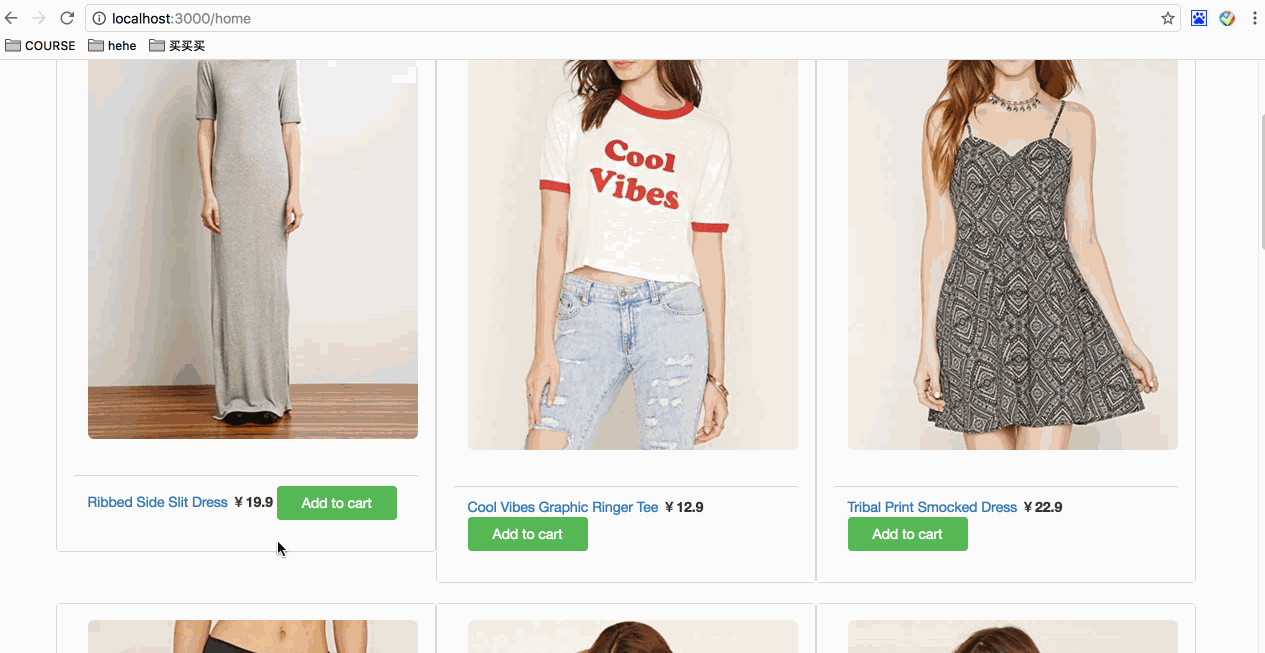 localhost:3000/home
COURSE hehe 买买买
Cool
Vibes
Ribbed Side Slit Dress ¥ 19.9 Add to cart
Cool Vibes Graphic Ringer Tee ¥ 12.9
Add to cart
Tribal Print Smocked Dress ¥ 22.9
Add to cart